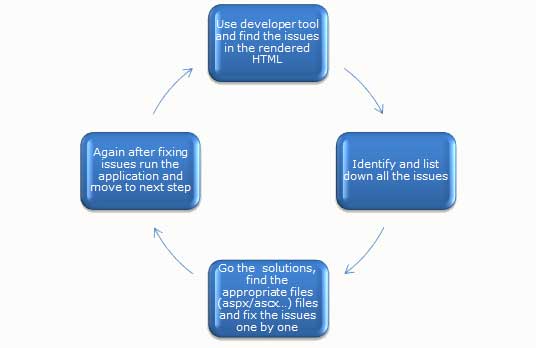 Use developer tool
and find the issues
in the rendered
HTML
Identify and list
down all the issues
Go the solutions,
find the
appropriate files
(aspx/ascx...) files
and fix the issues
one by one
Again after fixing
issues run the
application and
move to next step